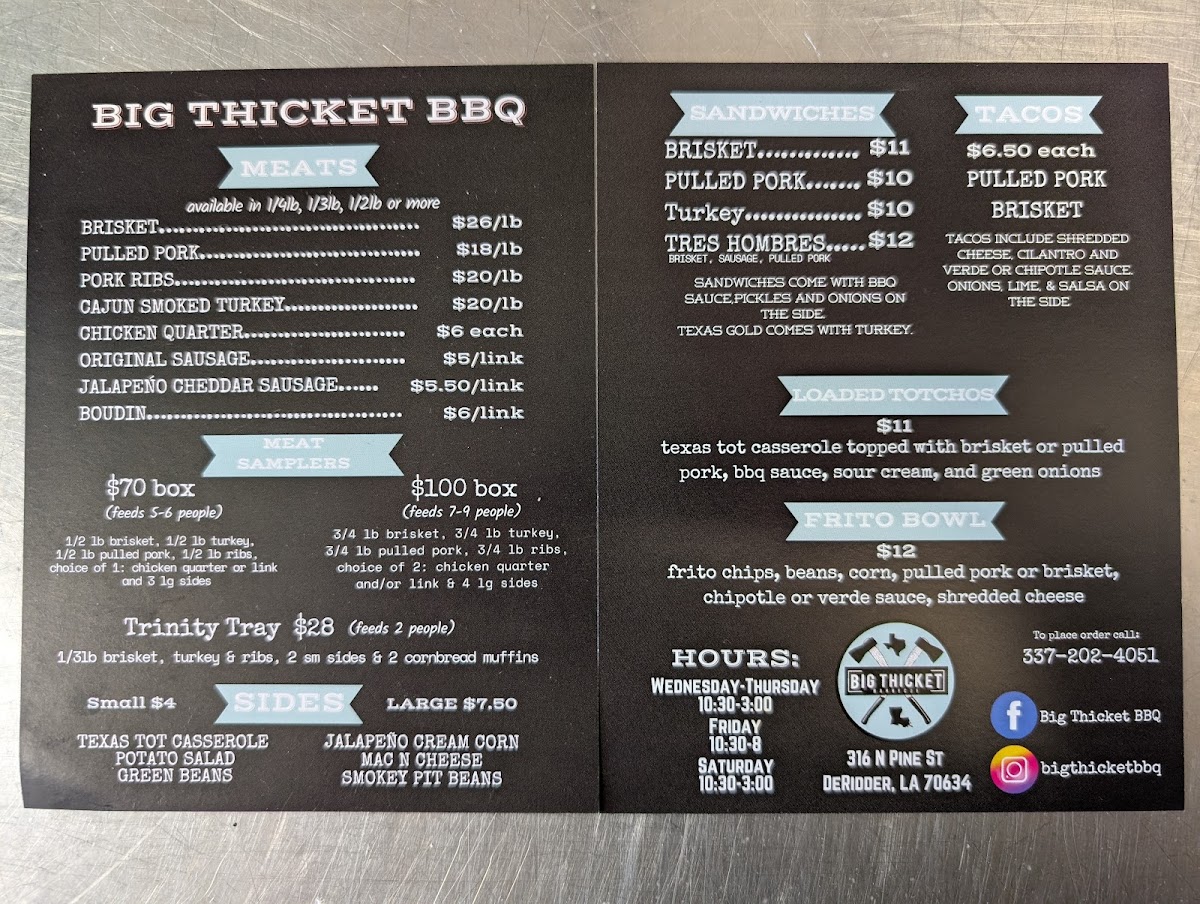 BIG THICKET BBQ
MEATS
available in 1/4lb, 1/3lb, 1/2lb or more
BRISKET........................................ $26/lb
PULLED PORK.................................. $18/lb
PORK RIBS..................................... $20/lb
CAJUN SMOKED TURKEY..................... $20/lb
CHICKEN QUARTER......................... $6 each
ORIGINAL SAUSAGE........................ $5/link
JALAPEÑO CHEDDAR SAUSAGE...... $5.50/link
BOUDIN....................................... $6/link
MEAT
SAMPLERS
$70 box
(feeds 5-6 people)
1/2 lb brisket, 1/2 lb turkey,
1/2 lb pulled pork, 1/2 lb ribs,
choice of 1: chicken quarter or link
and 3 lg sides
$100 box
(feeds 7-9 people)
3/4 lb brisket, 3/4 lb turkey,
3/4 lb pulled pork, 3/4 lb ribs,
choice of 2: chicken quarter
and/or link & 4 lg sides
Trinity Tray $28 (feeds 2 people)
1/3lb brisket, turkey & ribs, 2 sm sides & 2 cornbread muffins
Small $4 SIDES LARGE $7.50
TEXAS TOT CASSEROLE
POTATO SALAD
GREEN BEANS
JALAPEÑO CREAM CORN
MAC N CHEESE
SMOKEY PIT BEANS
SANDWICHES
BRISKET............. $11
PULLED PORK....... $10
Turkey................ $10
TRES HOMBRES..... $12
BRISKET, SAUSAGE, PULLED PORK
SANDWICHES COME WITH BBQ
SAUCE,PICKLES AND ONIONS ON
THE SIDE.
TEXAS GOLD COMES WITH TURKEY.
TACOS
$6.50 each
PULLED PORK
BRISKET
TACOS INCLUDE SHREDDED
CHEESE, CILANTRO AND
VERDE OR CHIPOTLE SAUCE.
ONIONS, LIME, & SALSA ON
THE SIDE
LOADED TOTCHOS
$11
texas tot casserole topped with brisket or pulled
pork, bbq sauce, sour cream, and green onions
FRITO BOWL
$12
frito chips, beans, corn, pulled pork or brisket,
chipotle or verde sauce, shredded cheese
HOURS:
WEDNESDAY-THURSDAY
10:30-3:00
FRIDAY
10:30-8
SATURDAY
10:30-3:00
BIG THICKET
BARBECUE
316 N PINE ST
DERIDDER, LA 70634
To place order call:
337-202-4051
f Big Thicket BBQ
bigthicketbbq